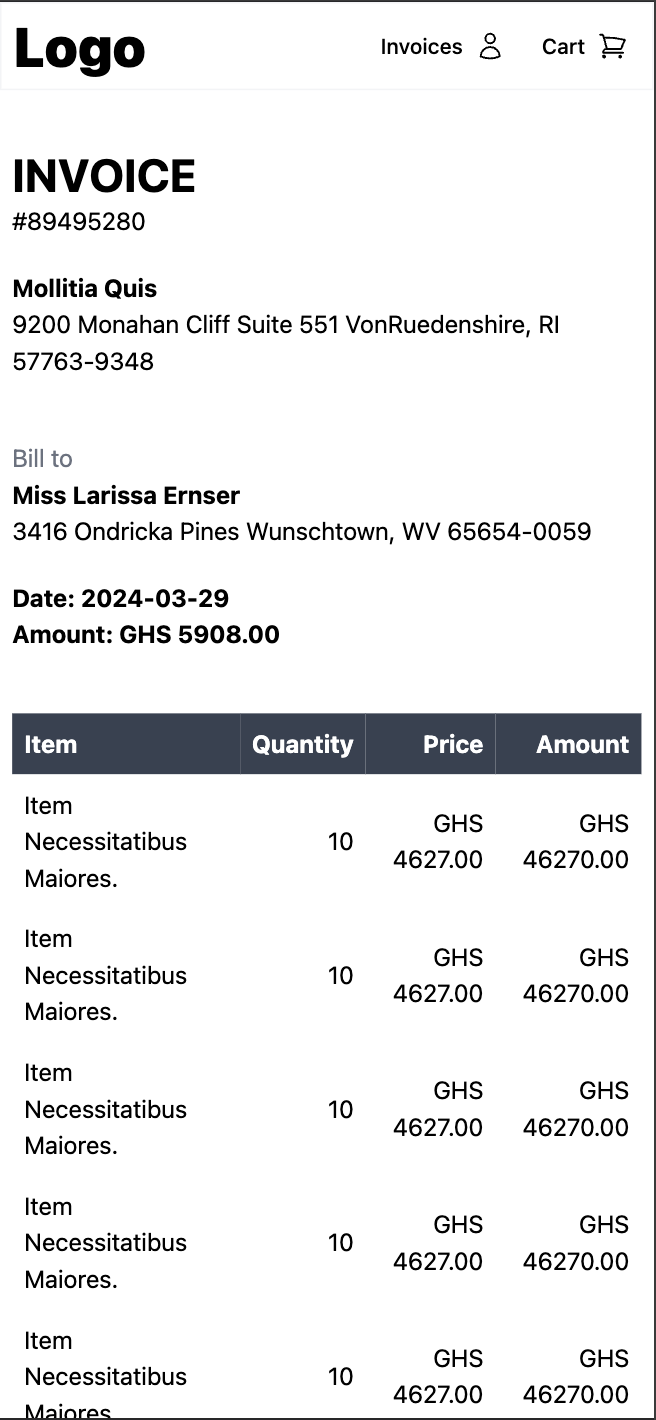 Logo
Invoices
Cart
INVOICE
#89495280
Mollitia Quis
9200 Monahan Cliff Suite 551 VonRuedenshire, RI
57763-9348
Bill to
Miss Larissa Ernser
3416 Ondricka Pines Wunschtown, WV 65654-0059
Date: 2024-03-29
Amount: GHS 5908.00
Item Quantity Price Amount
Item
Necessitatibus
Maiores.
10
GHS
4627.00
GHS
46270.00
Item
Necessitatibus
Maiores.
10
GHS
4627.00
GHS
46270.00
Item
Necessitatibus
Maiores.
10
GHS
4627.00
GHS
46270.00
Item
Necessitatibus
Maiores.
10
GHS
4627.00
GHS
46270.00
Item
Necessitatibus
Maiores
10
GHS
4627.00
GHS
46270.00